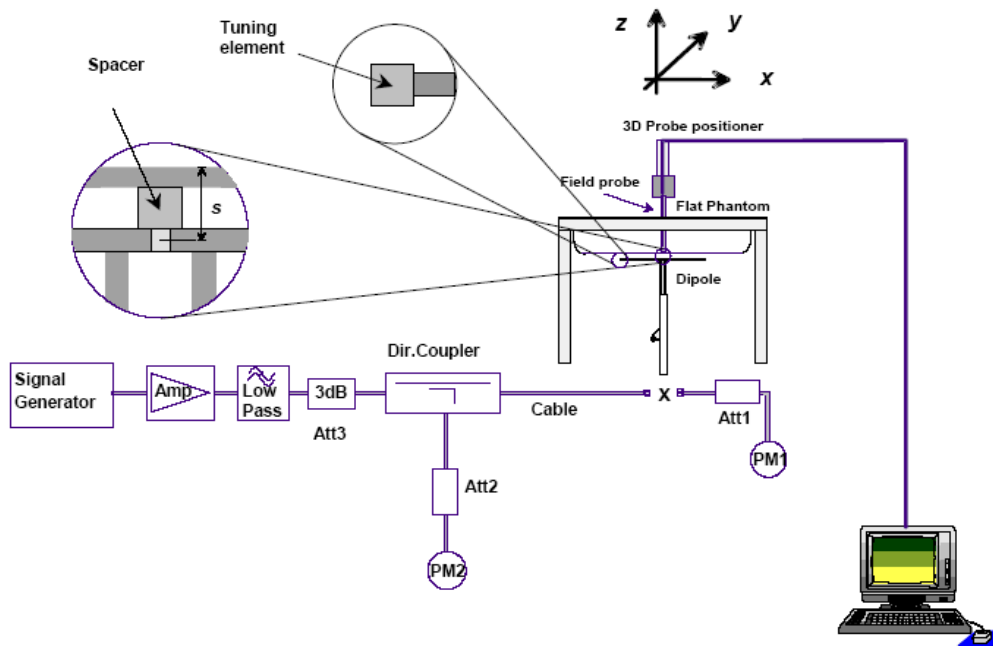 Tuning
element
Spacer
s
z
y
x
3D Probe positioner
Field probe
Flat Phantom
Dipole
Dir.Coupler
Signal
Generator
Amp
Low
Pass
3dB
Att3
Cable
x
Att1
PM1
Att2
PM2